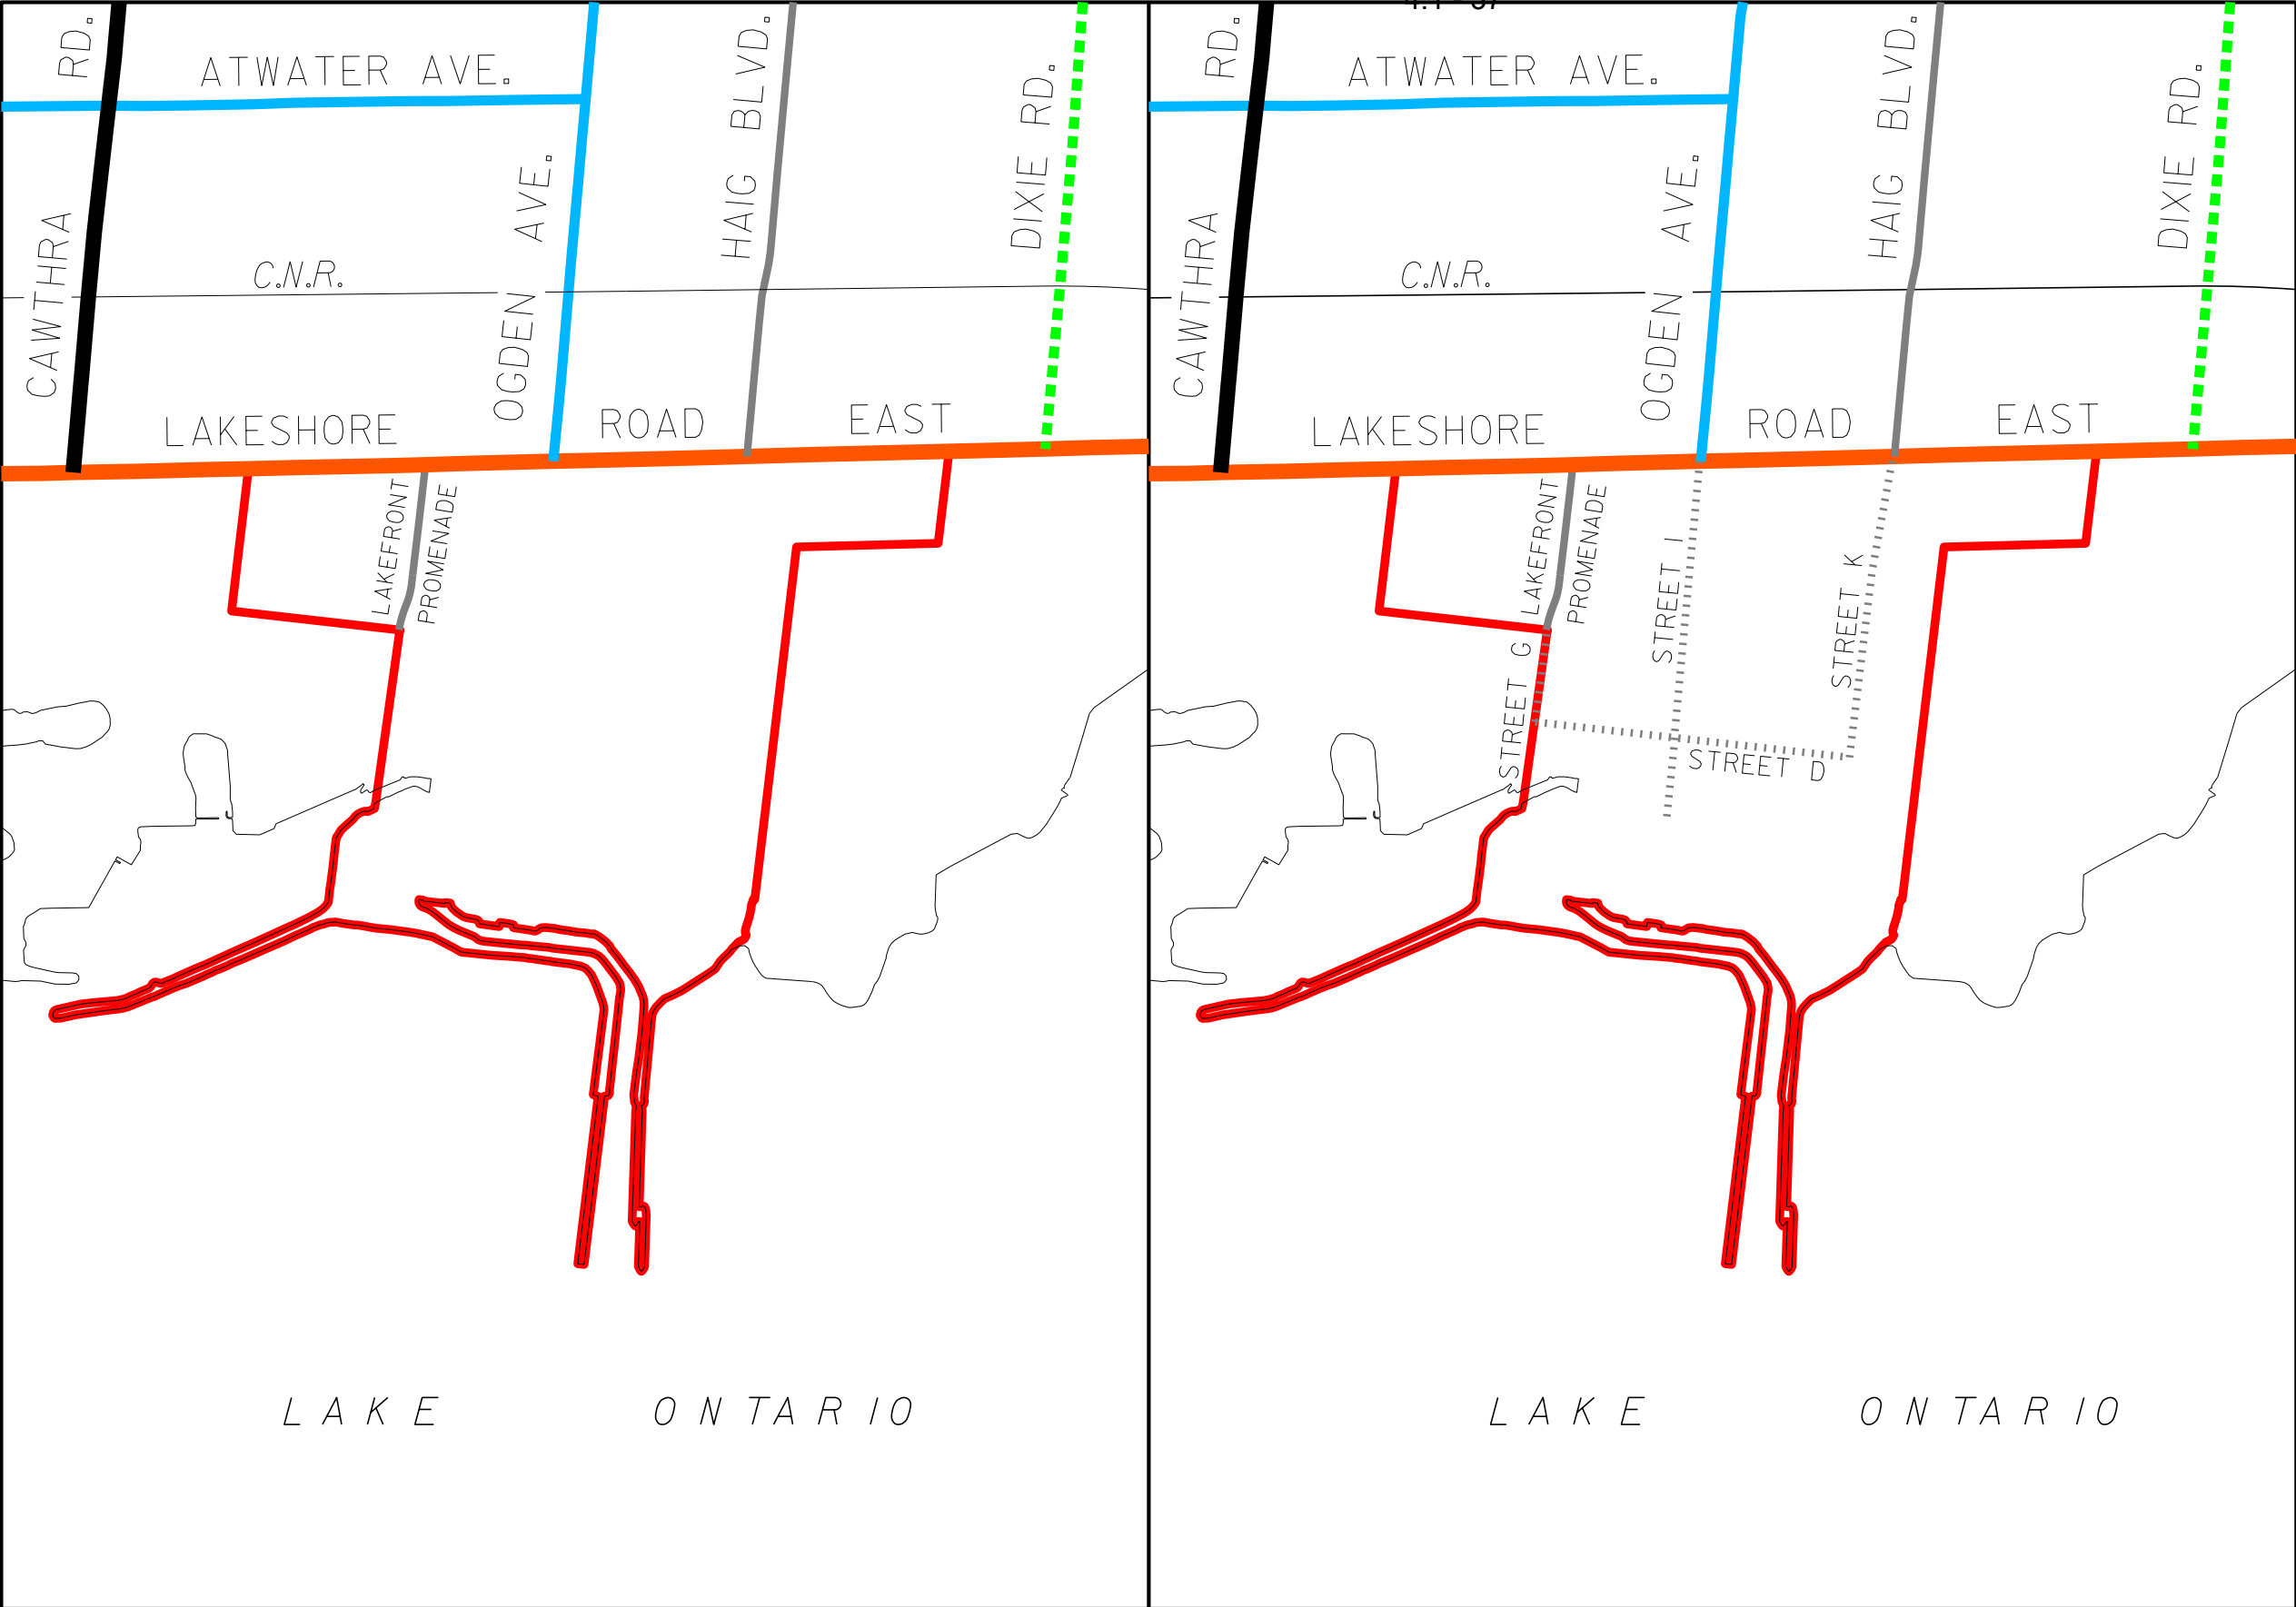 RD.
ATWATER AVE.
HAIG BLVD.
DIXIE RD.
OGDEN AVE.
CAWTHRA
C.N.R.
LAKESHORE ROAD EAST
LAKEFRONT
PROMENADE
LAKE ONTARIO
RD.
ATWATER AVE.
HAIG BLVD.
DIXIE RD.
OGDEN AVE.
CAWTHRA
C.N.R.
LAKESHORE ROAD EAST
LAKEFRONT
PROMENADE
STREET G
STREET I
STREET K
STREET D
LAKE ONTARIO